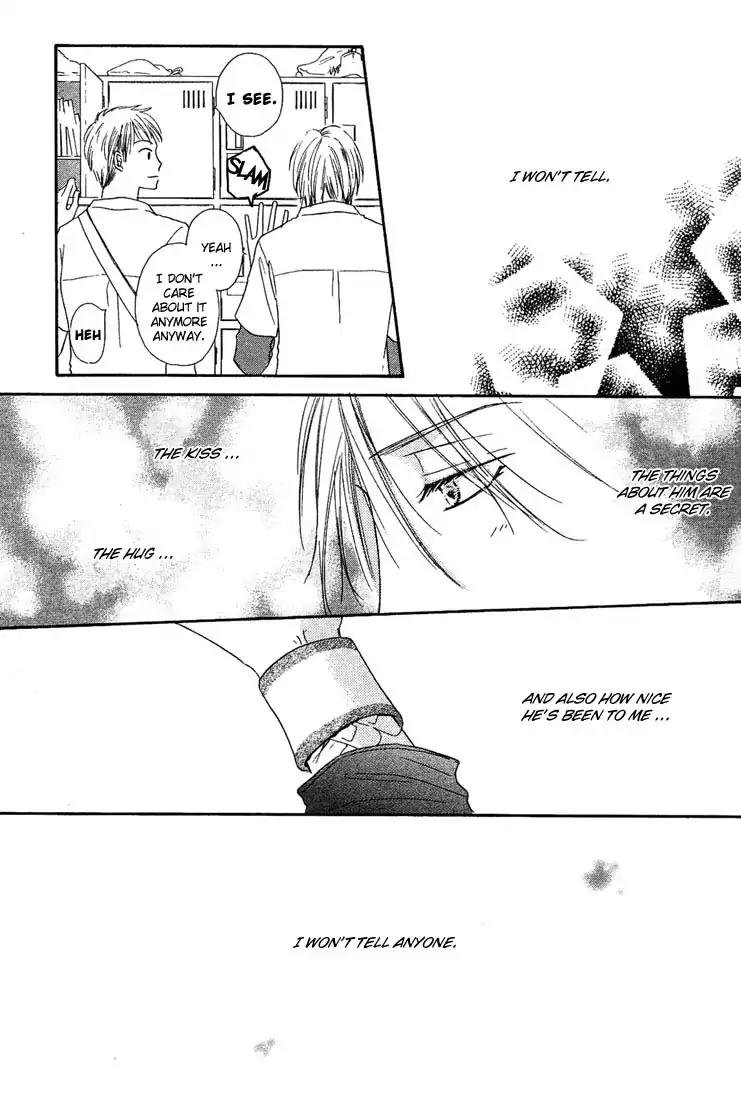 I SEE.
SLAM
YEAH
...
I DON'T
CARE
ABOUT IT
ANYMORE
ANYWAY.
HEH
I WON'T TELL.
THE KISS ...
THE HUG ...
THE THINGS
ABOUT HIM ARE
A SECRET.
AND ALSO HOW NICE
HE'S BEEN TO ME ...
I WON'T TELL ANYONE.